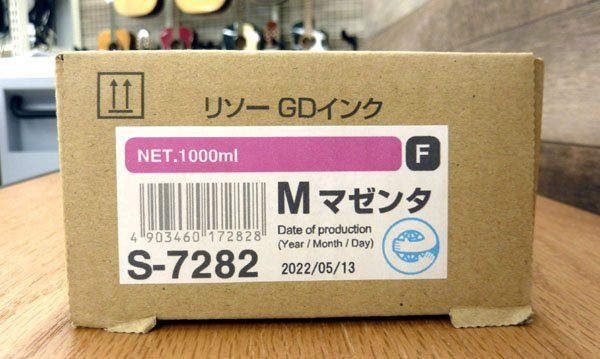 リソー GDインク
NET.1000ml
F
M マゼンタ
4 903460 172828
Date of production
(Year / Month / Day)
S-7282
2022/05/13